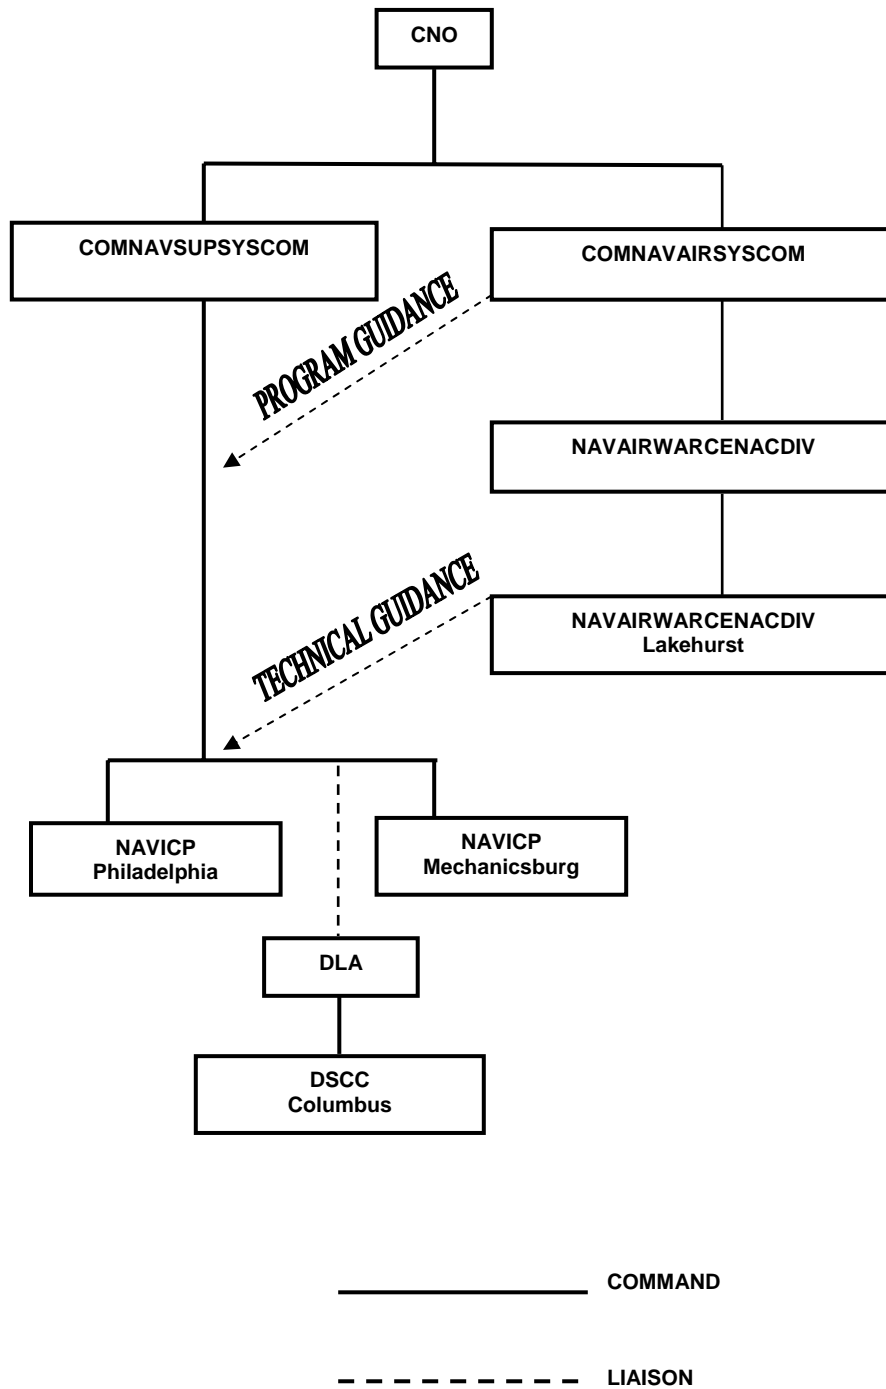 CNO
COMNAVSUPSYSCOM
COMNAVAIRSYSCOM
PROGRAM GUIDANCE
NAVAIRWARCENACDIV
TECHNICAL GUIDANCE
NAVAIRWARCENACDIV
Lakehurst
NAVICP
Philadelphia
NAVICP
Mechanicsburg
DLA
DSCC
Columbus
COMMAND
LIAISON